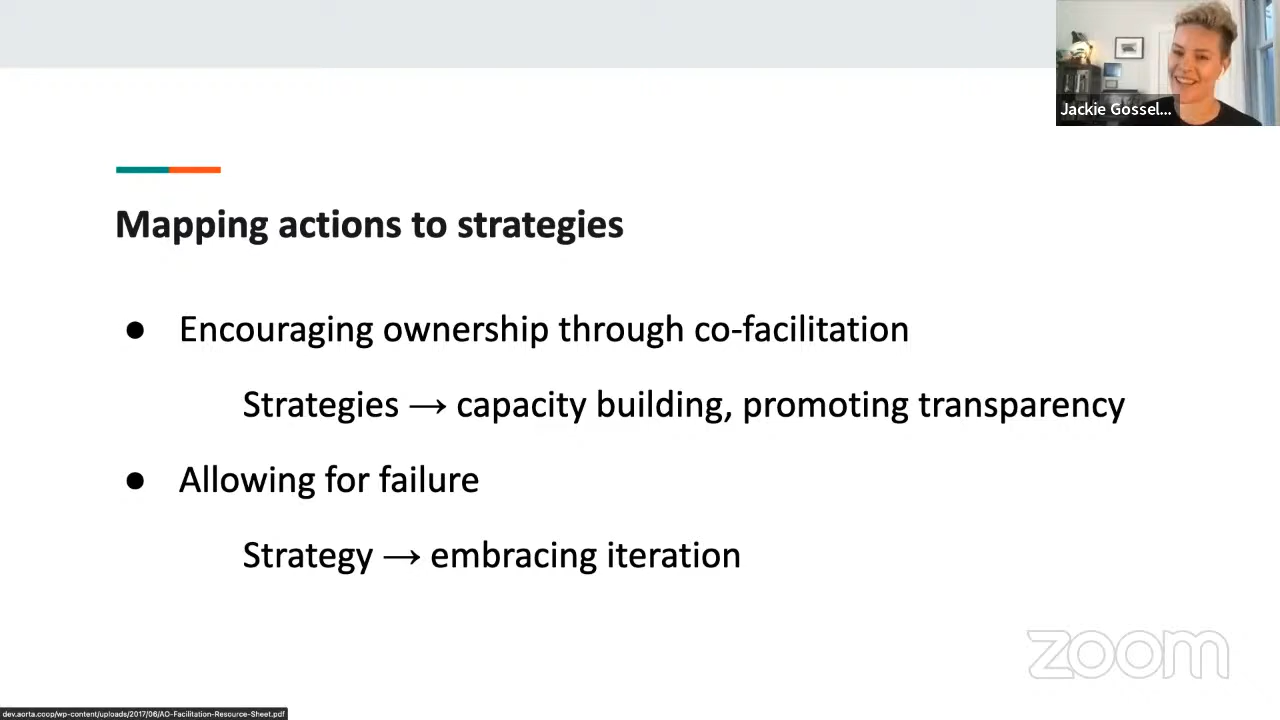 Jackie Gossel...
Mapping actions to strategies
● Encouraging ownership through co-facilitation
Strategies → capacity building, promoting transparency
● Allowing for failure
Strategy → embracing iteration
zoom
dev.aorta.coop/wp-content/uploads/2017/06/AO-Facilitation-Resource-Sheet.pdf